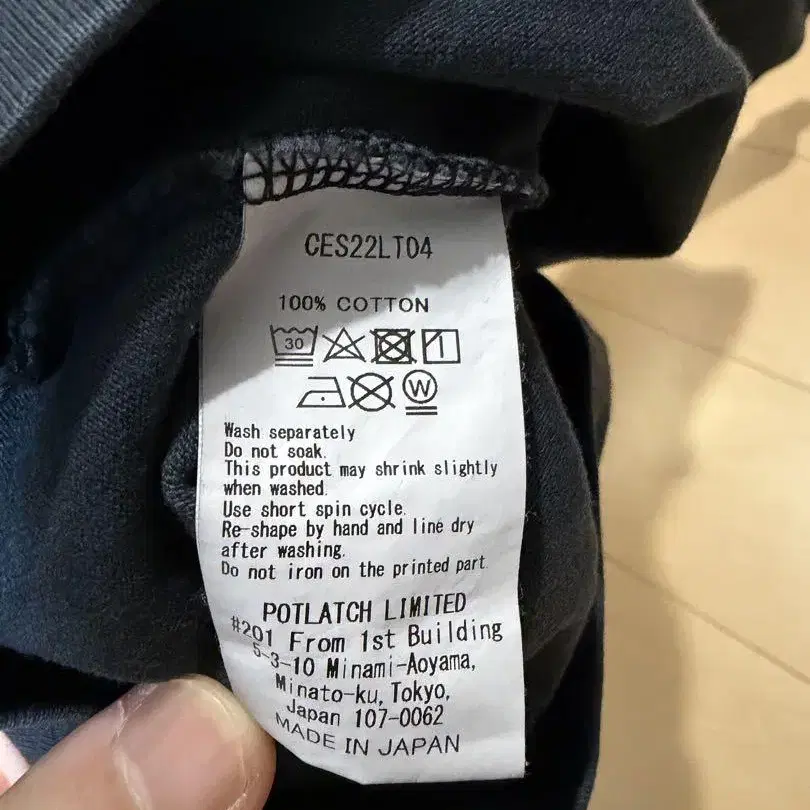 CES22LT04
100% COTTON
30
W
Wash separately
Do not soak.
This product may shrink slightly
when washed.
Use short spin cycle.
Re-shape by hand and line dry
after washing.
Do not iron on the printed part.
POTLATCH LIMITED
#201 From 1st Building
5-3-10 Minami-Aoyama,
Minato-ku, Tokyo,
Japan 107-0062
MADE IN JAPAN